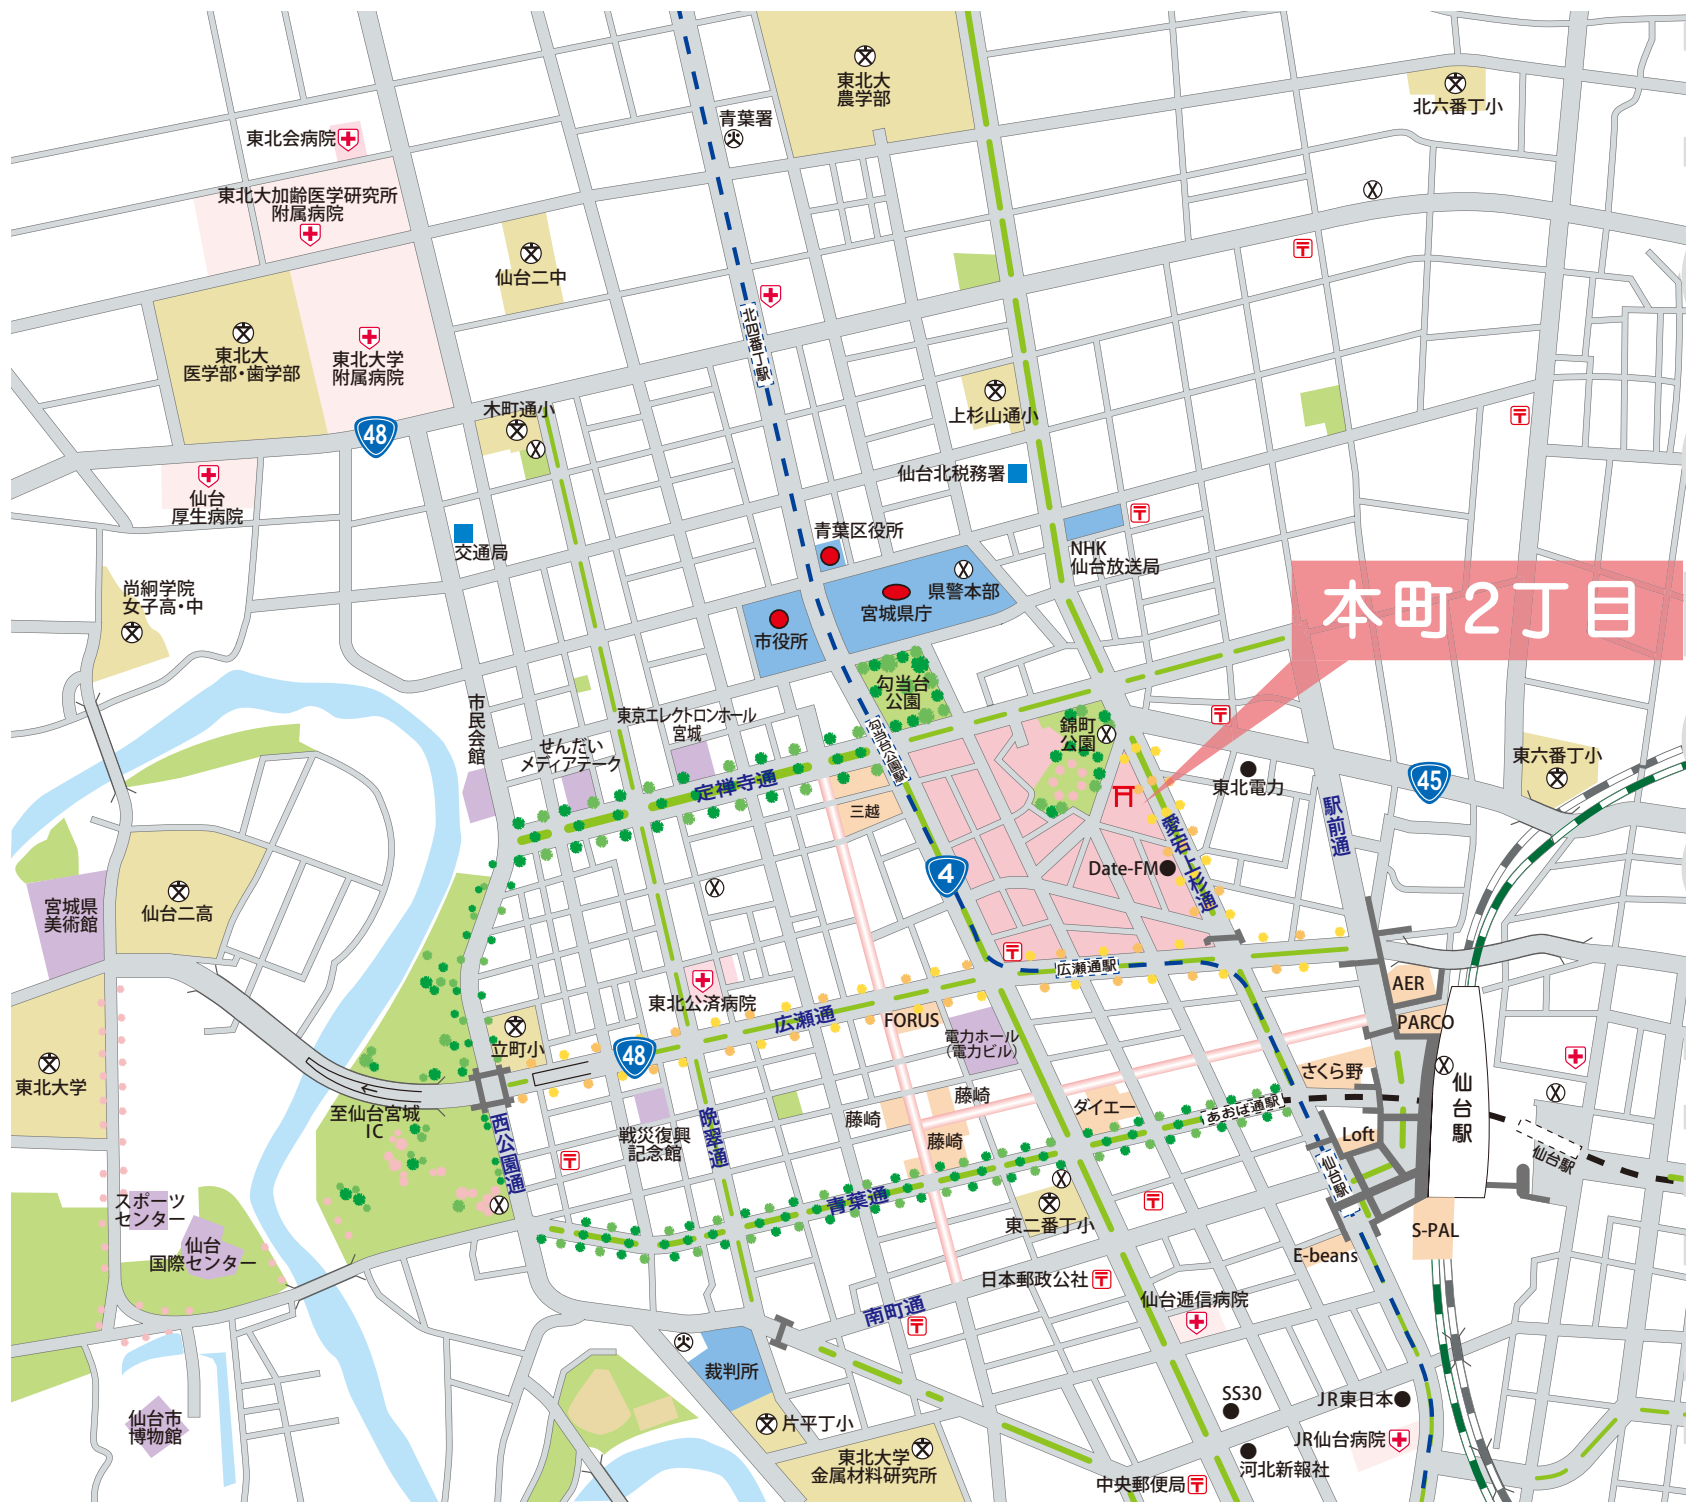 東北大
農学部
北六番丁小
青葉署
東北会病院
東北大加齢医学研究所
附属病院
仙台二中
北四番丁駅
東北大
医学部・歯学部
東北大学
附属病院
48
木町通小
上杉山通小
仙台北税務署
仙台
厚生病院
交通局
青葉区役所
NHK
仙台放送局
県警本部
宮城県庁
市役所
尚絅学院
女子高・中
本町2丁目
勾当台
公園
市民会館
東京エレクトロンホール
宮城
せんだい
メディアテーク
勾当台公園駅
錦町
公園
定禅寺通
三越
東北電力
東六番丁小
45
駅前通
愛宕上杉通
Date-FM
4
宮城県
美術館
仙台二高
広瀬通駅
東北公済病院
広瀬通
FORUS
電力ホール
(電力ビル)
AER
PARCO
立町小
48
さくら野
仙台駅
東北大学
至仙台宮城
IC
藤崎
藤崎
藤崎
ダイエー
あおば通駅
Loft
西公園通
戦災復興
記念館
晩翠通
仙台駅
仙台駅
スポーツ
センター
仙台
国際センター
青葉通
東二番丁小
S-PAL
E-beans
日本郵政公社
仙台逓信病院
南町通
裁判所
仙台市
博物館
片平丁小
東北大学
金属材料研究所
SS30
JR東日本
JR仙台病院
河北新報社
中央郵便局